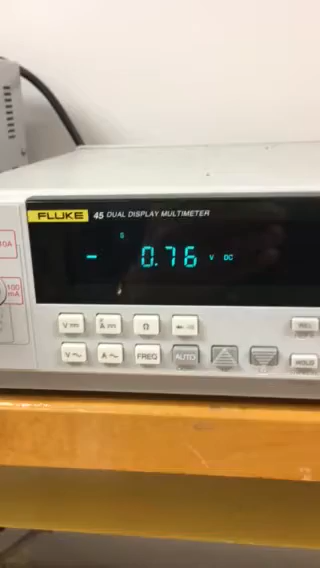 FLUKE 45 DUAL DISPLAY MULTIMETER
10A
S
- 0.76 V DC
100
mA
V ⎓ A ⎓ Ω
V ~ A ~ FREQ AUTO
HOLD